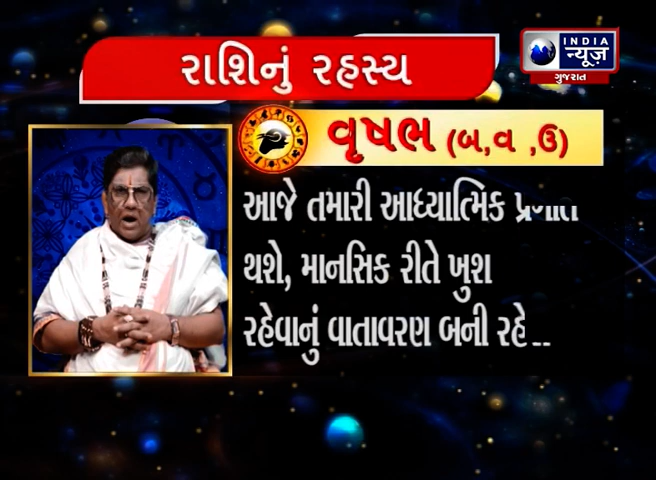 રાશિનું રહસ્ય
INDIA
न्यूज़
ગુજરાત
વૃષભ (બ,વ ,ઉ)
આજે તમારી આધ્યાત્મિક
થશે, માનસિક રીતે ખુશ
રહેવાનું વાતાવરણ બની રહે..